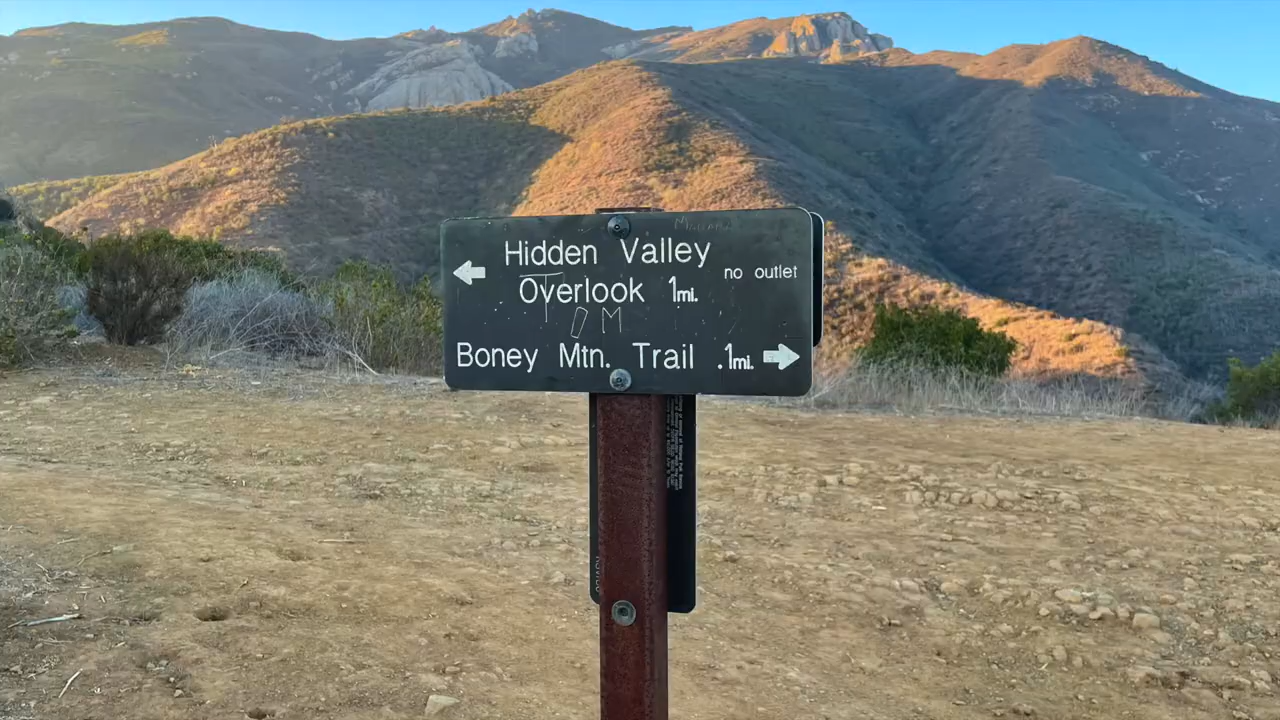 Hidden Valley
no outlet
Overlook 1mi.
Boney Mtn. Trail .1mi.